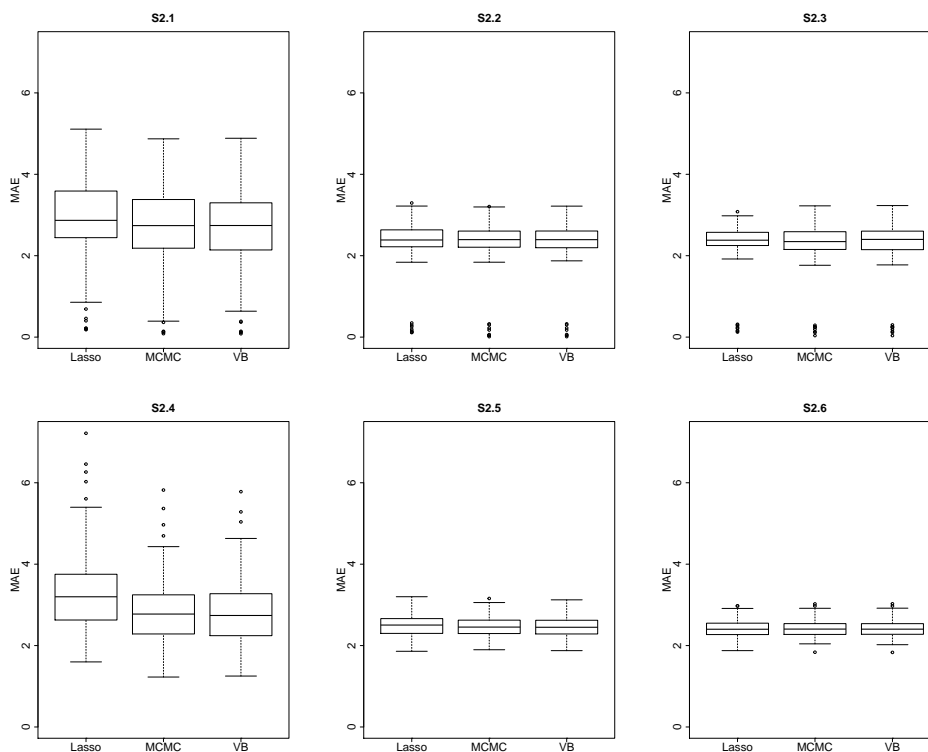 S2.1
S2.2
S2.3
MAE
0 2 4 6
Lasso MCMC VB
MAE
0 2 4 6
Lasso MCMC VB
MAE
0 2 4 6
Lasso MCMC VB
S2.4
S2.5
S2.6
MAE
0 2 4 6
Lasso MCMC VB
MAE
0 2 4 6
Lasso MCMC VB
MAE
0 2 4 6
Lasso MCMC VB